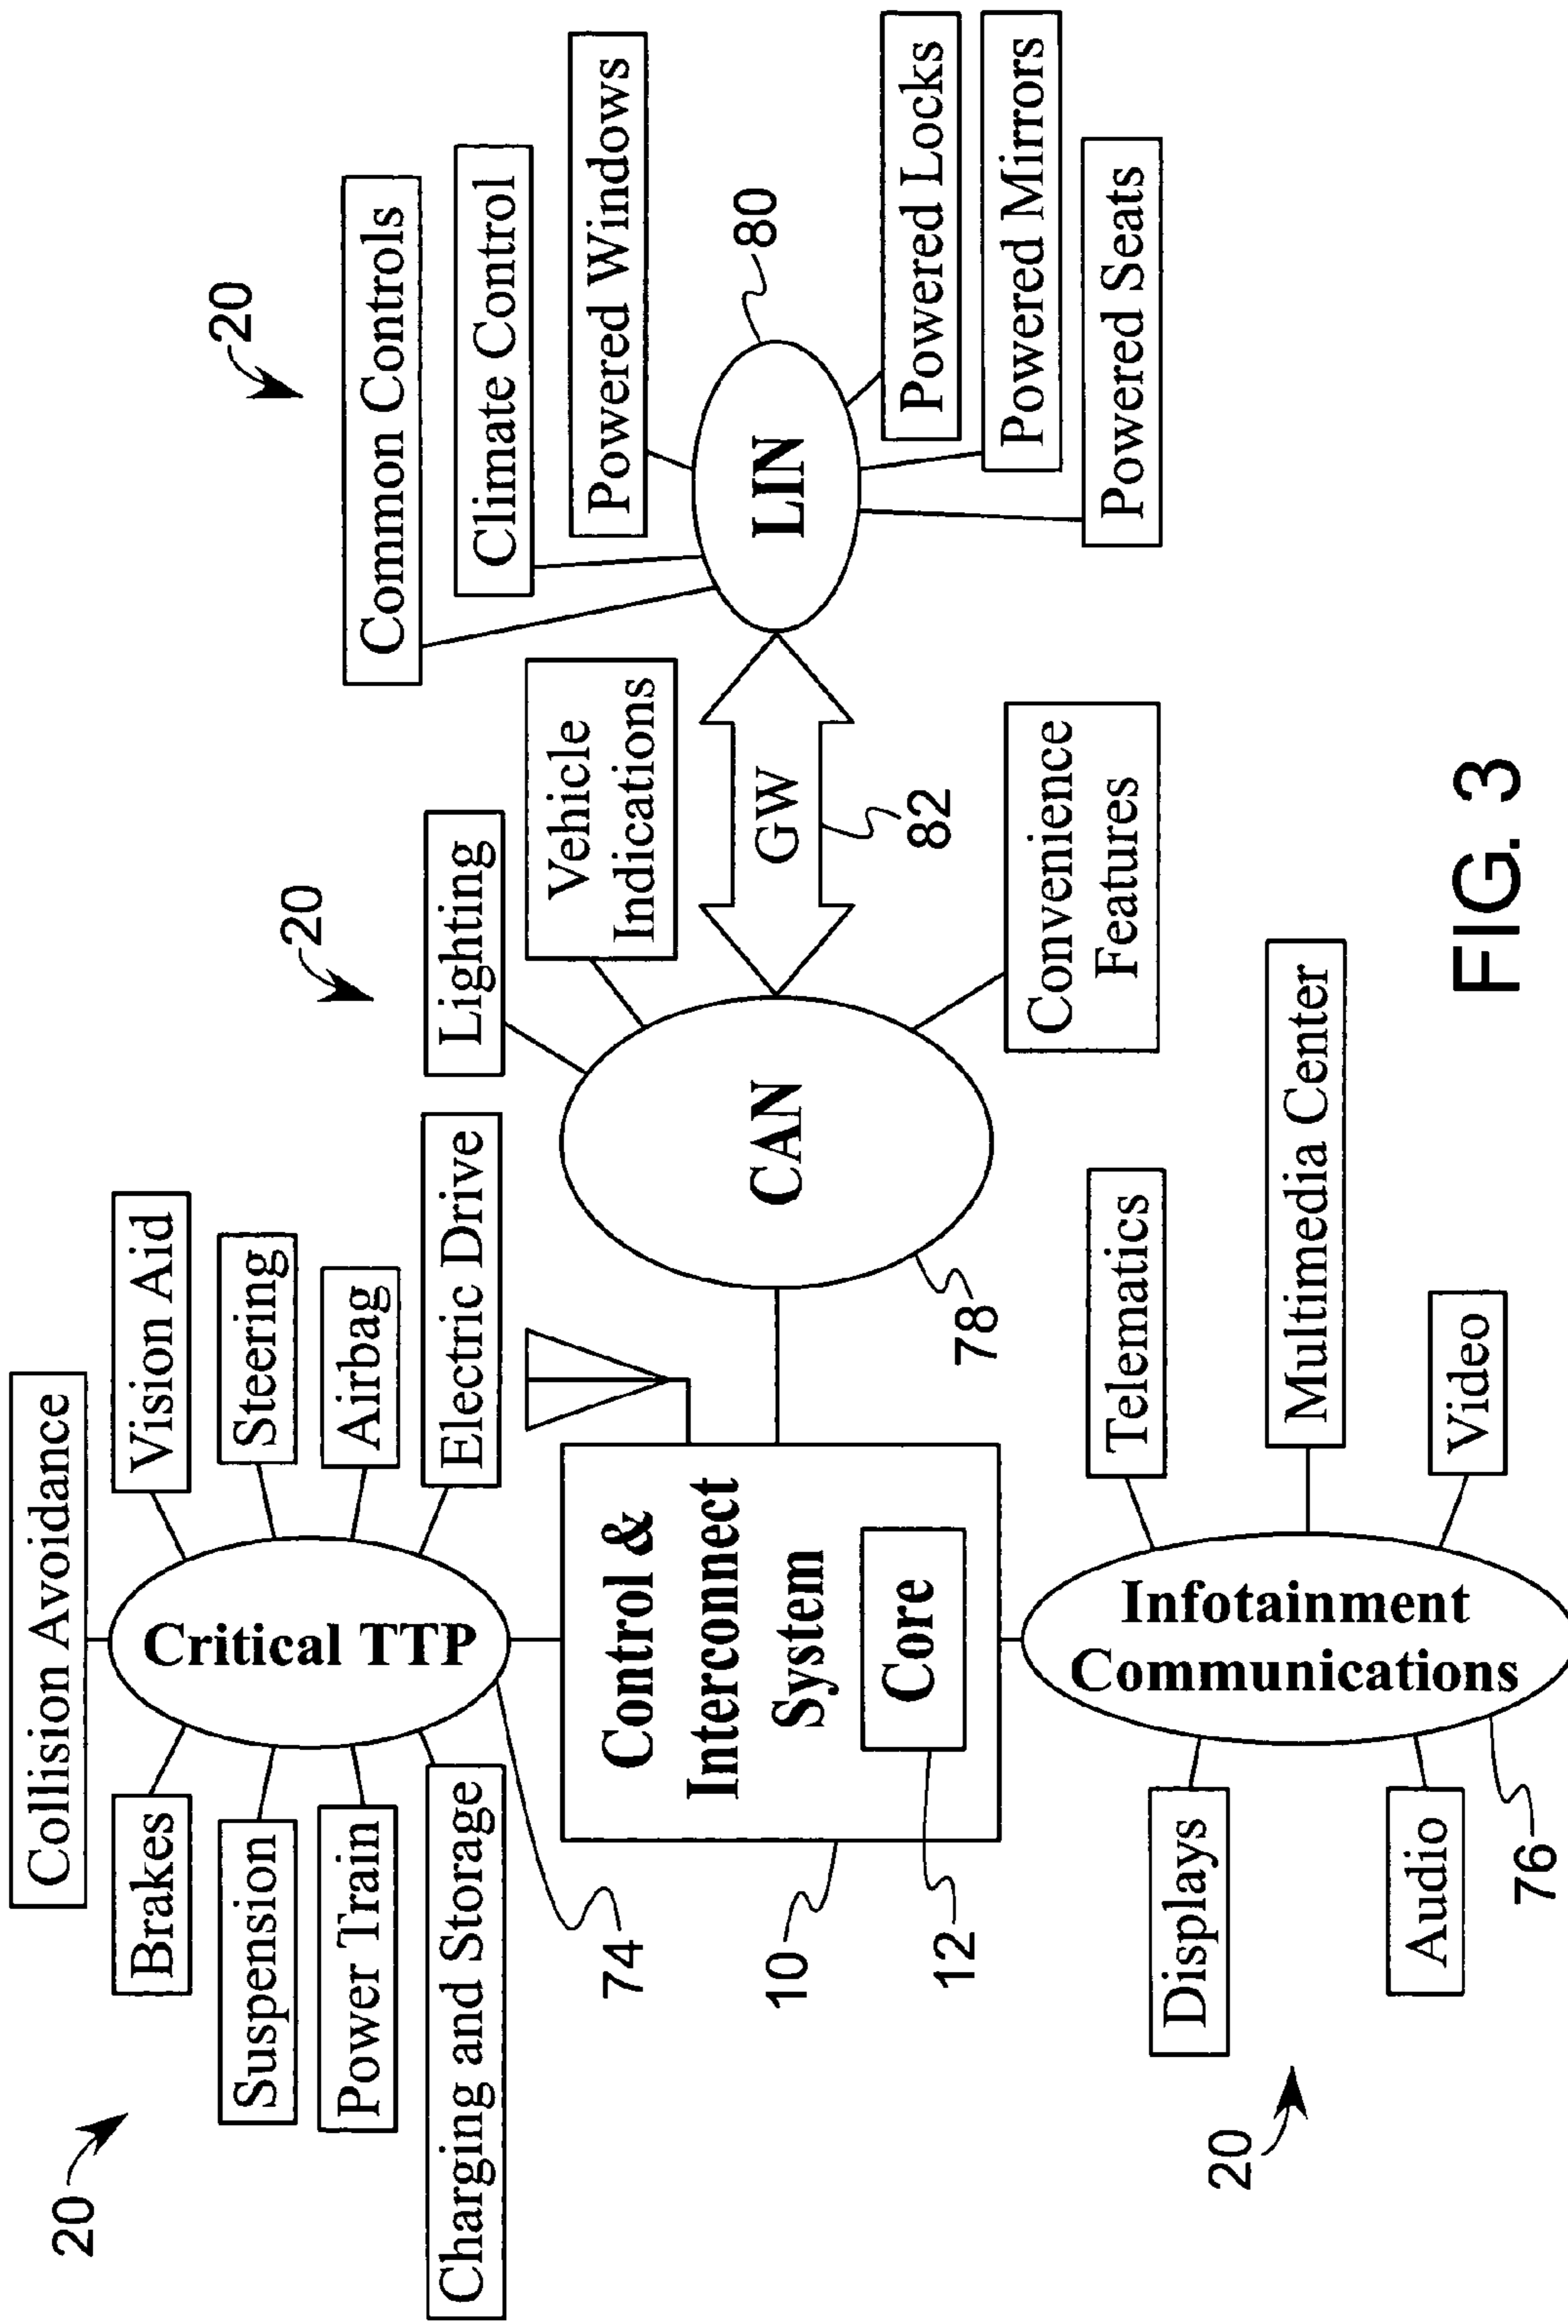 20
Collision Avoidance
Brakes
Vision Aid
Suspension
Steering
Power Train
Airbag
Charging and Storage
Electric Drive
Critical TTP
74
20
Lighting
Vehicle
Indications
20
Common Controls
Climate Control
Powered Windows
10
Control &
Interconnect
System
12
Core
CAN
78
GW
82
LIN
80
Powered Locks
Powered Mirrors
Powered Seats
Convenience
Features
20
Displays
Audio
Infotainment
Communications
76
Telematics
Multimedia Center
Video
FIG. 3